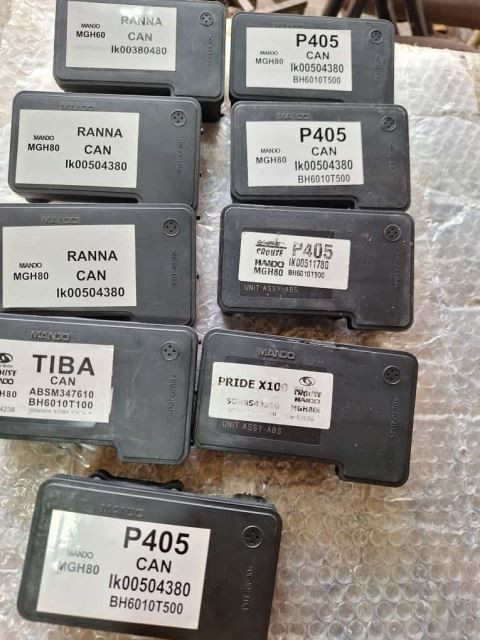 MANDO
MGH60
RANNA
CAN
Ik00380480
MANDO
MGH80
P405
CAN
Ik00504380
BH6010T500
MANDO
MANDO
MGH80
RANNA
CAN
Ik00504380
MANDO
MGH80
P405
CAN
Ik00504380
BH6010T500
MANDO
MANDO
MGH80
RANNA
CAN
Ik00504380
MANDO
CROUSE
MANDO
MGH80
P405
IK00511780
BH6010T500
UNIT ASSY-ABS
MANDO
TIBA
CAN
ABSM347610
BH6010T100
MANDO
PRIDE X100
CROUSE
MANDO
MGH80
UNIT ASSY-ABS
MANDO
MANDO
MGH80
P405
CAN
Ik00504380
BH6010T500